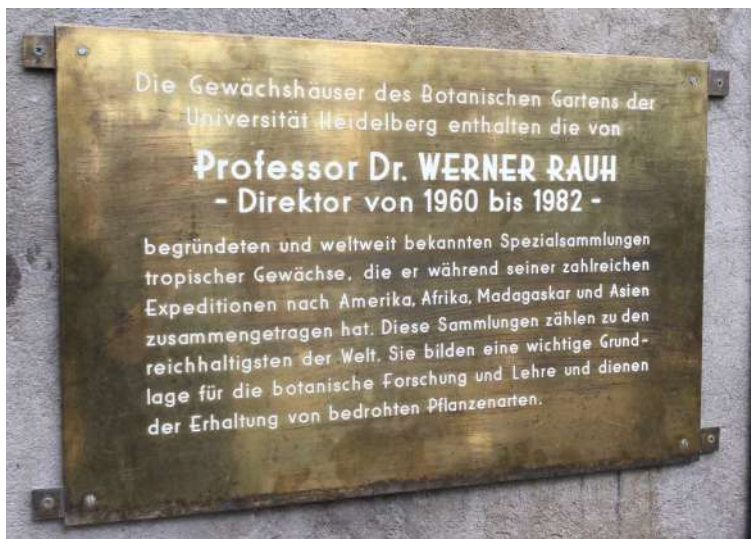 Die Gewächshäuser des Botanischen Gartens der
Universität Heidelberg enthalten die von
Professor Dr. WERNER RAUH
- Direktor von 1960 bis 1982 -
begründeten und weltweit bekannten Spezialsammlungen
tropischer Gewächse, die er während seiner zahlreichen
Expeditionen nach Amerika, Afrika, Madagaskar und Asien
zusammengetragen hat. Diese Sammlungen zählen zu den
reichhaltigsten der Welt. Sie bilden eine wichtige Grund-
lage für die botanische Forschung und Lehre und dienen
der Erhaltung von bedrohten Pflanzenarten.